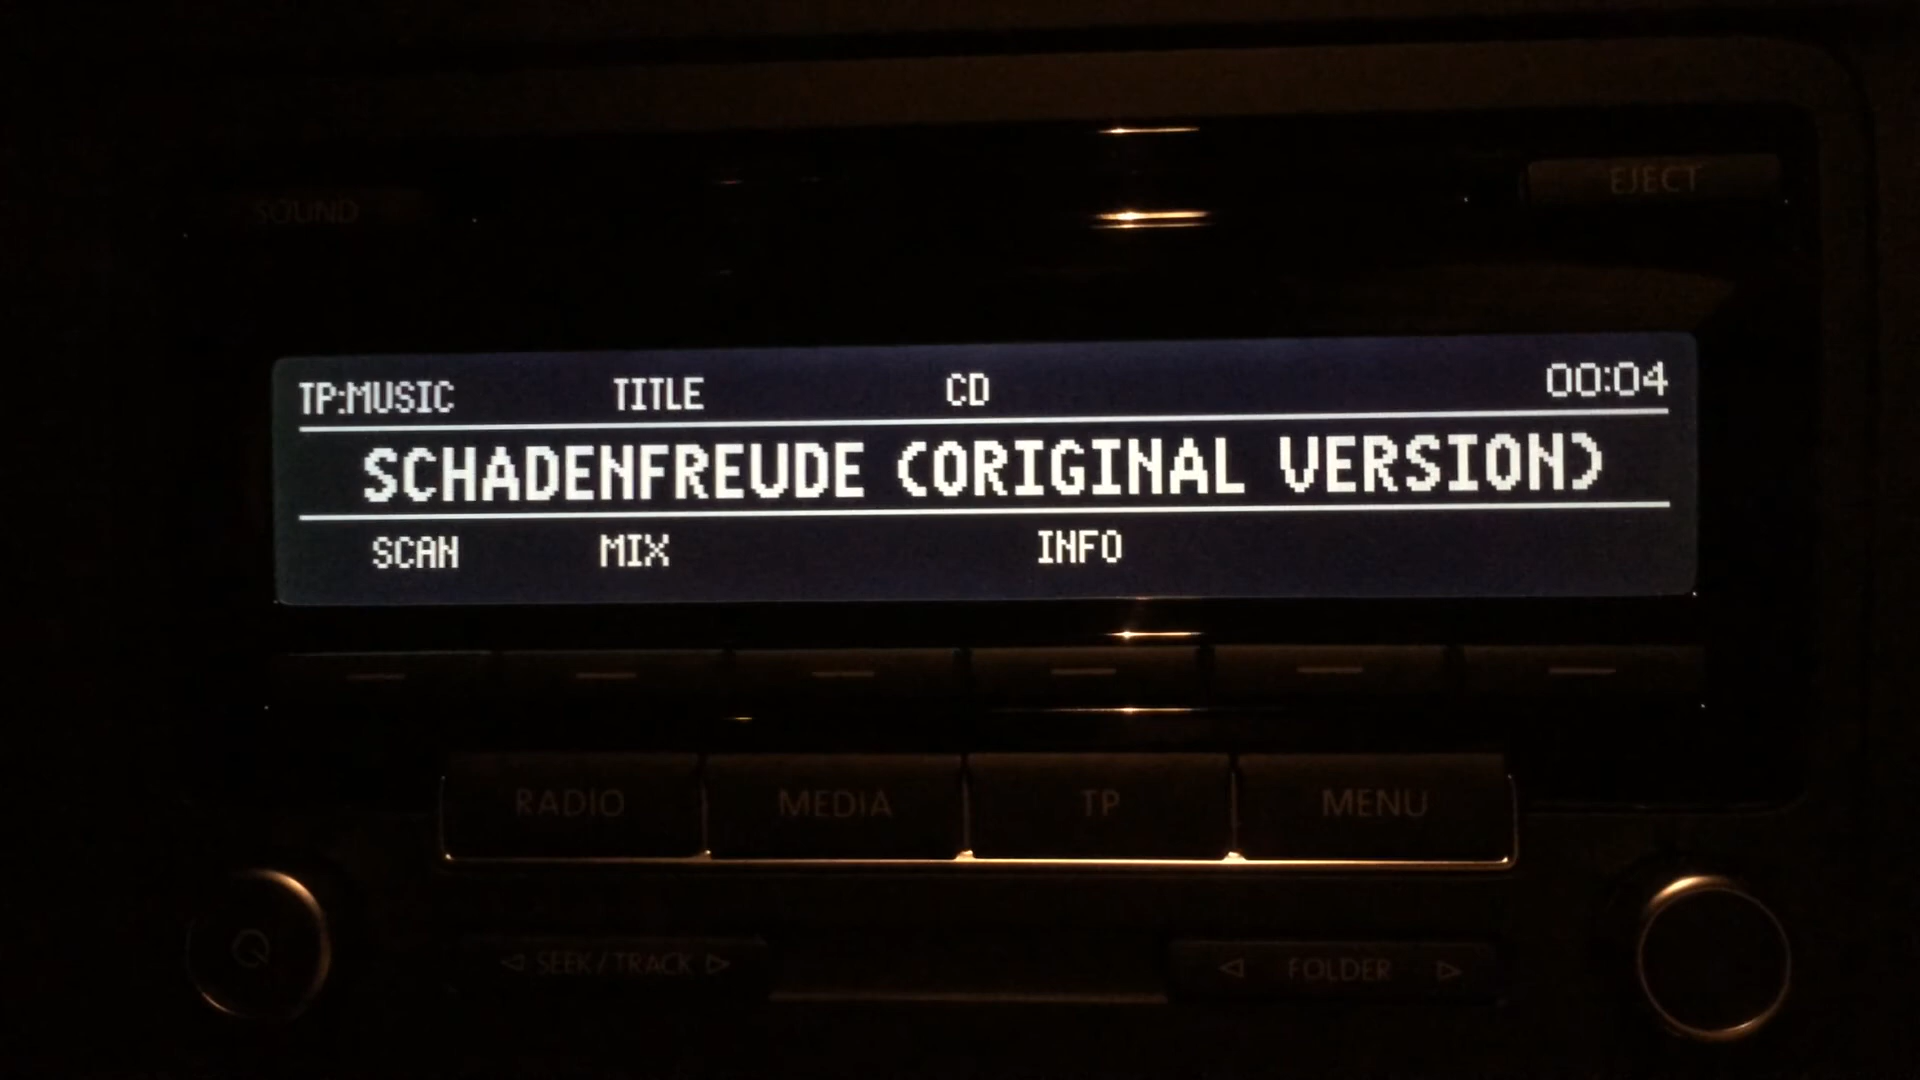 SOUND
EJECT
TP:MUSIC TITLE CD 00:04
SCHADENFREUDE (ORIGINAL VERSION)
SCAN MIX INFO
RADIO MEDIA TP MENU
SEEK / TRACK FOLDER